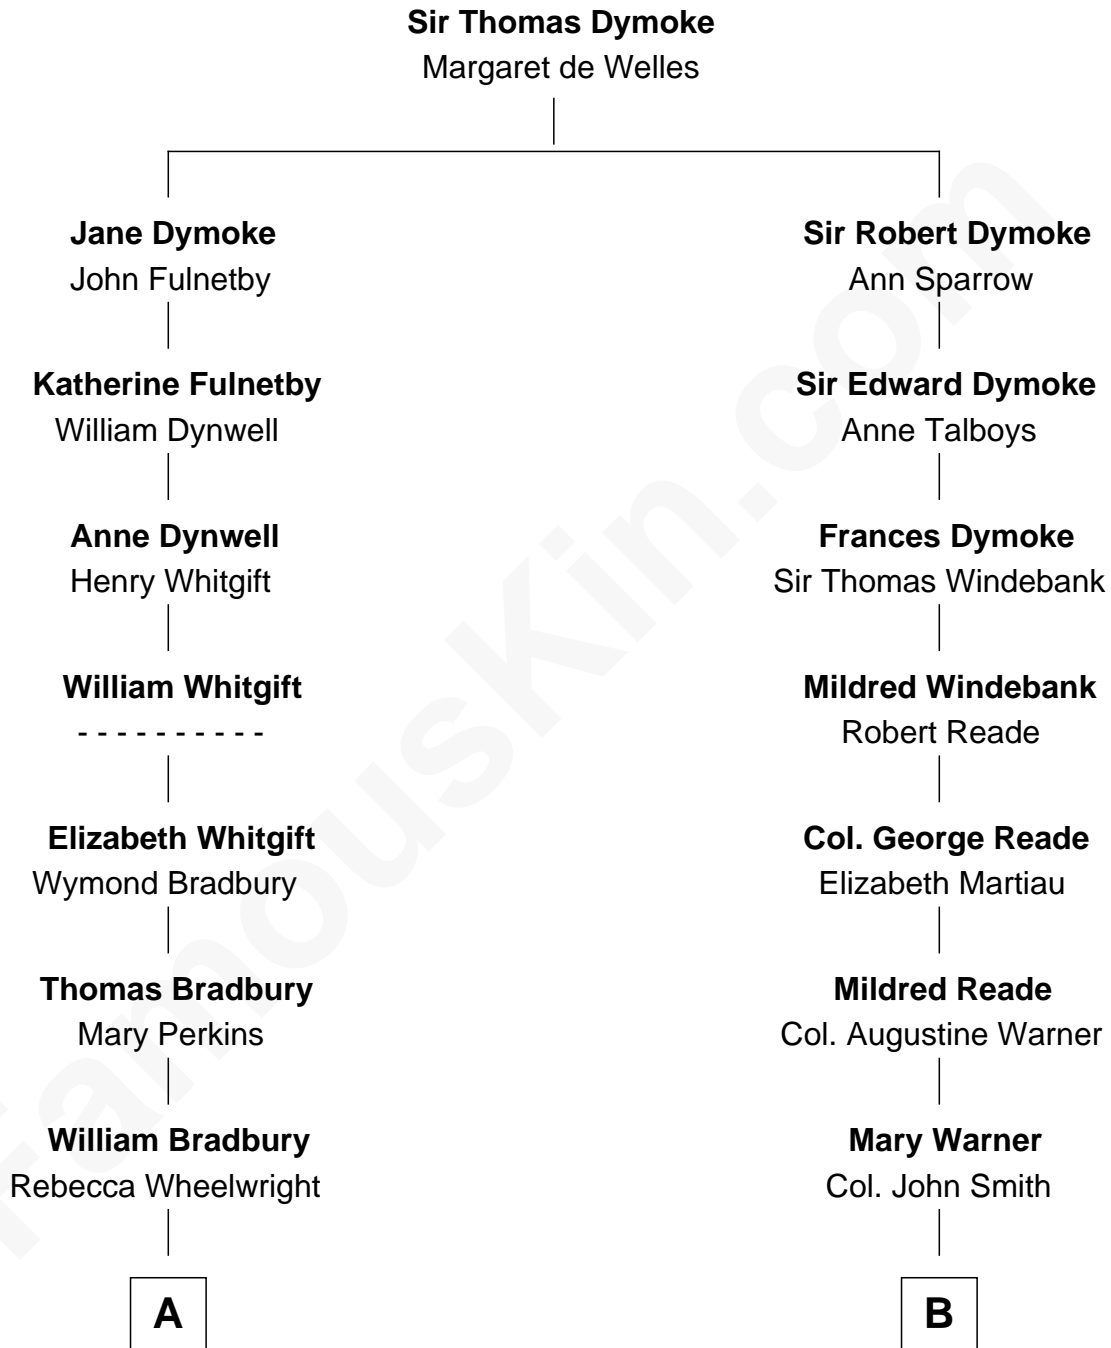 Sir Thomas Dymoke
Margaret de Welles
Jane Dymoke
John Fulnetby
Katherine Fulnetby
William Dynwell
Anne Dynwell
Henry Whitgift
William Whitgift
- - - - - - - - - -
Elizabeth Whitgift
Wymond Bradbury
Thomas Bradbury
Mary Perkins
William Bradbury
Rebecca Wheelwright
A
Sir Robert Dymoke
Ann Sparrow
Sir Edward Dymoke
Anne Talboys
Frances Dymoke
Sir Thomas Windebank
Mildred Windebank
Robert Reade
Col. George Reade
Elizabeth Martiau
Mildred Reade
Col. Augustine Warner
Mary Warner
Col. John Smith
B
FamousKin.com